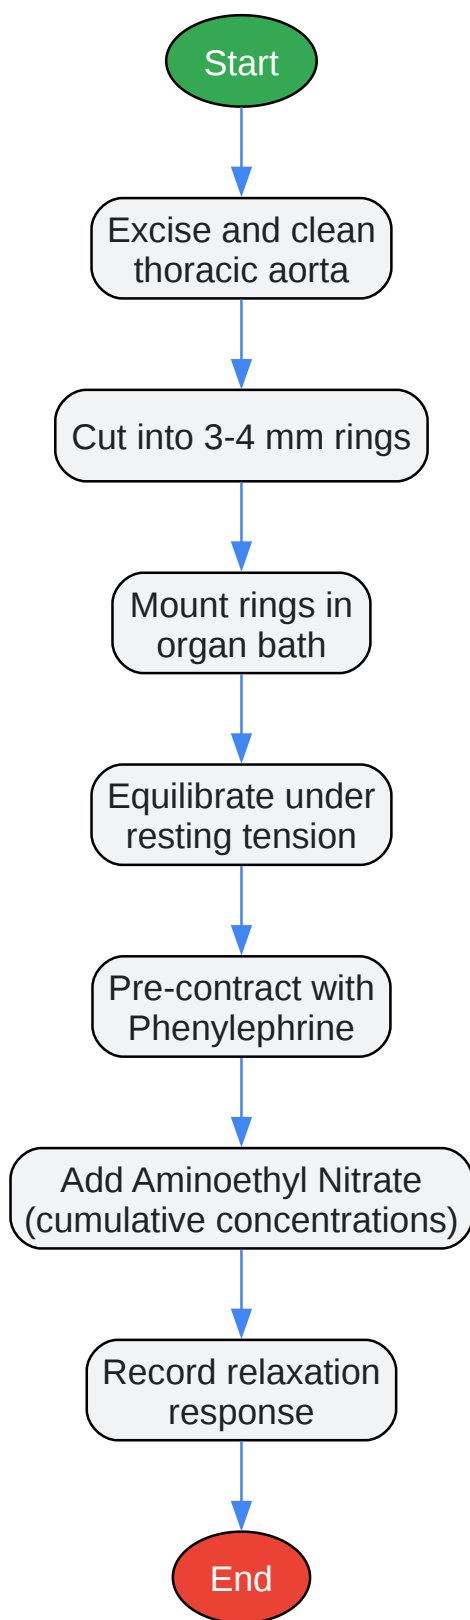 Start
Excise and clean
thoracic aorta
Cut into 3-4 mm rings
Mount rings in
organ bath
Equilibrate under
resting tension
Pre-contract with
Phenylephrine
Add Aminoethyl Nitrate
(cumulative concentrations)
Record relaxation
response
End